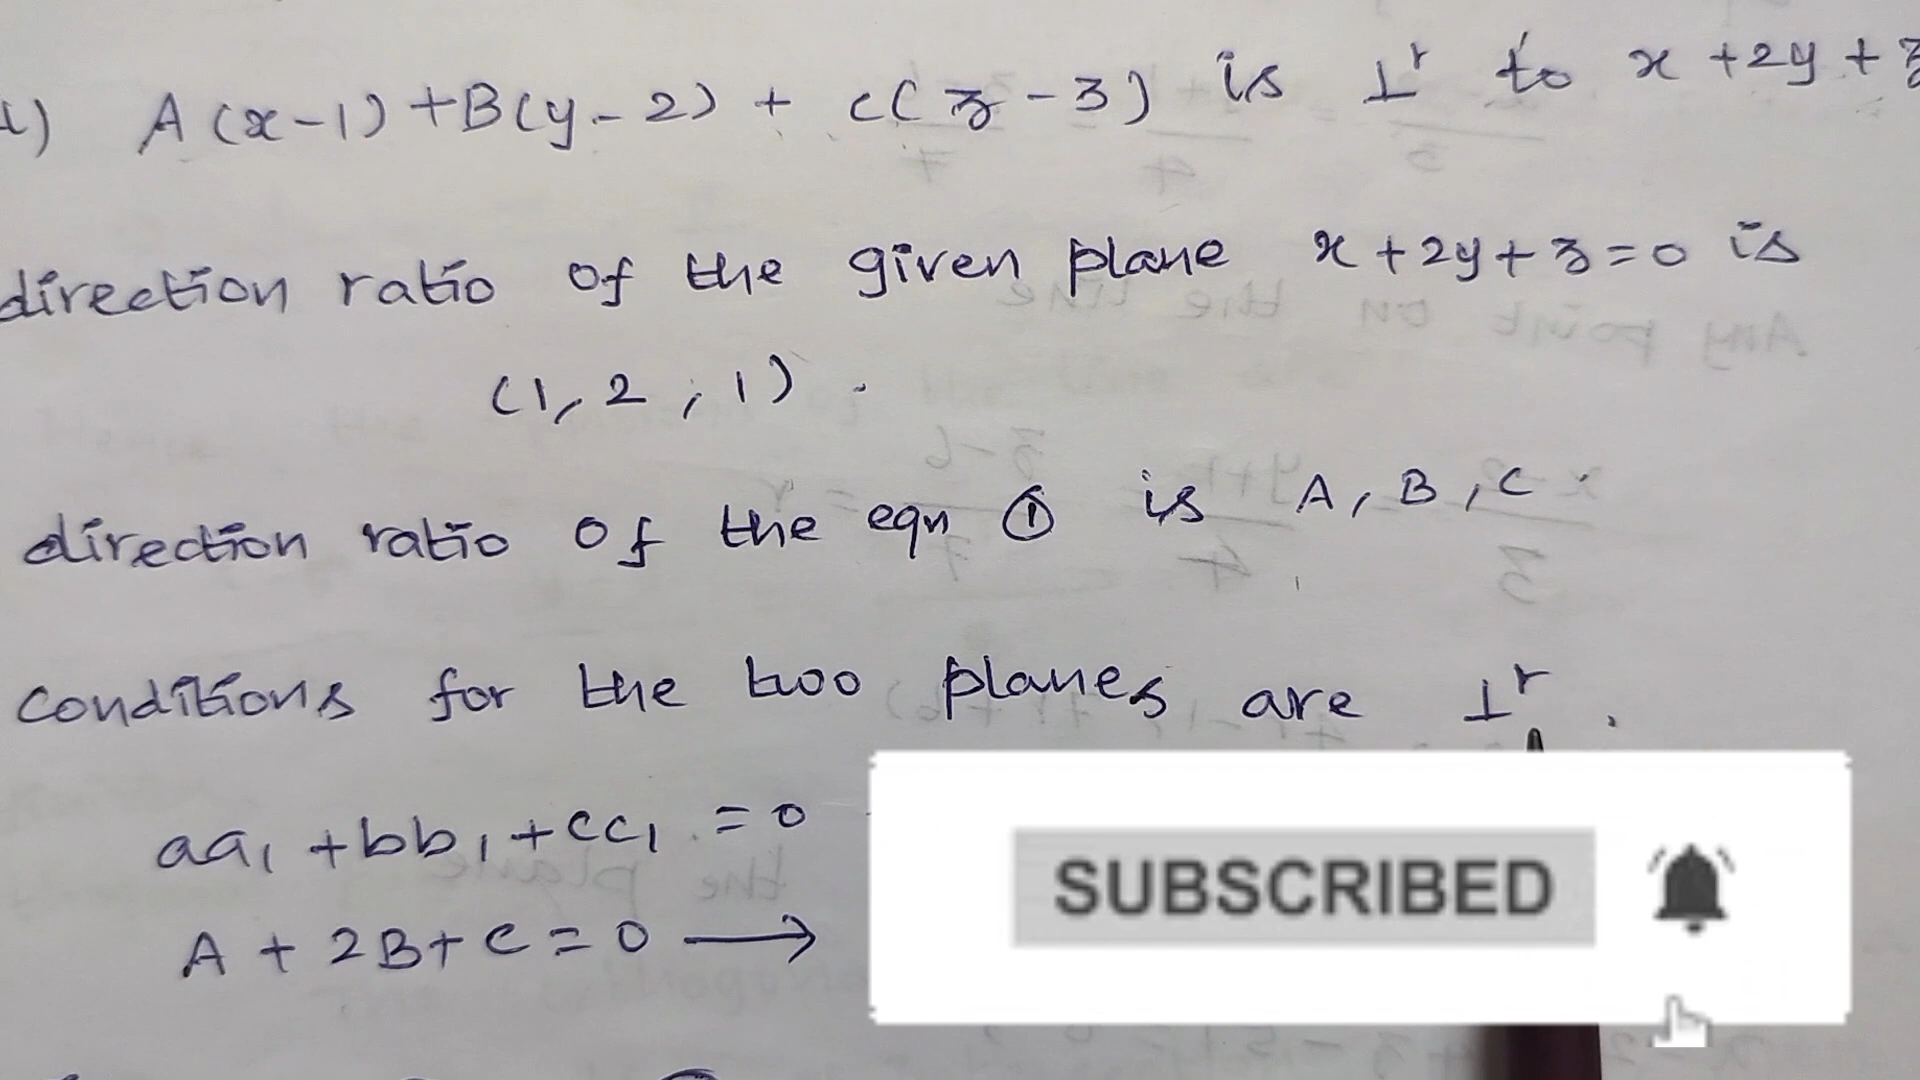 A(x-1)+B(y-2)+c(z-3) is ⊥r to x+2y+z
direction ratio of the given plane x+2y+z=0 is
(1,2,1).
direction ratio of the eqn ① is A, B, C
conditions for the two planes are ⊥r.
aa₁+bb₁+cc₁=0
A+2B+C=0 →
SUBSCRIBED